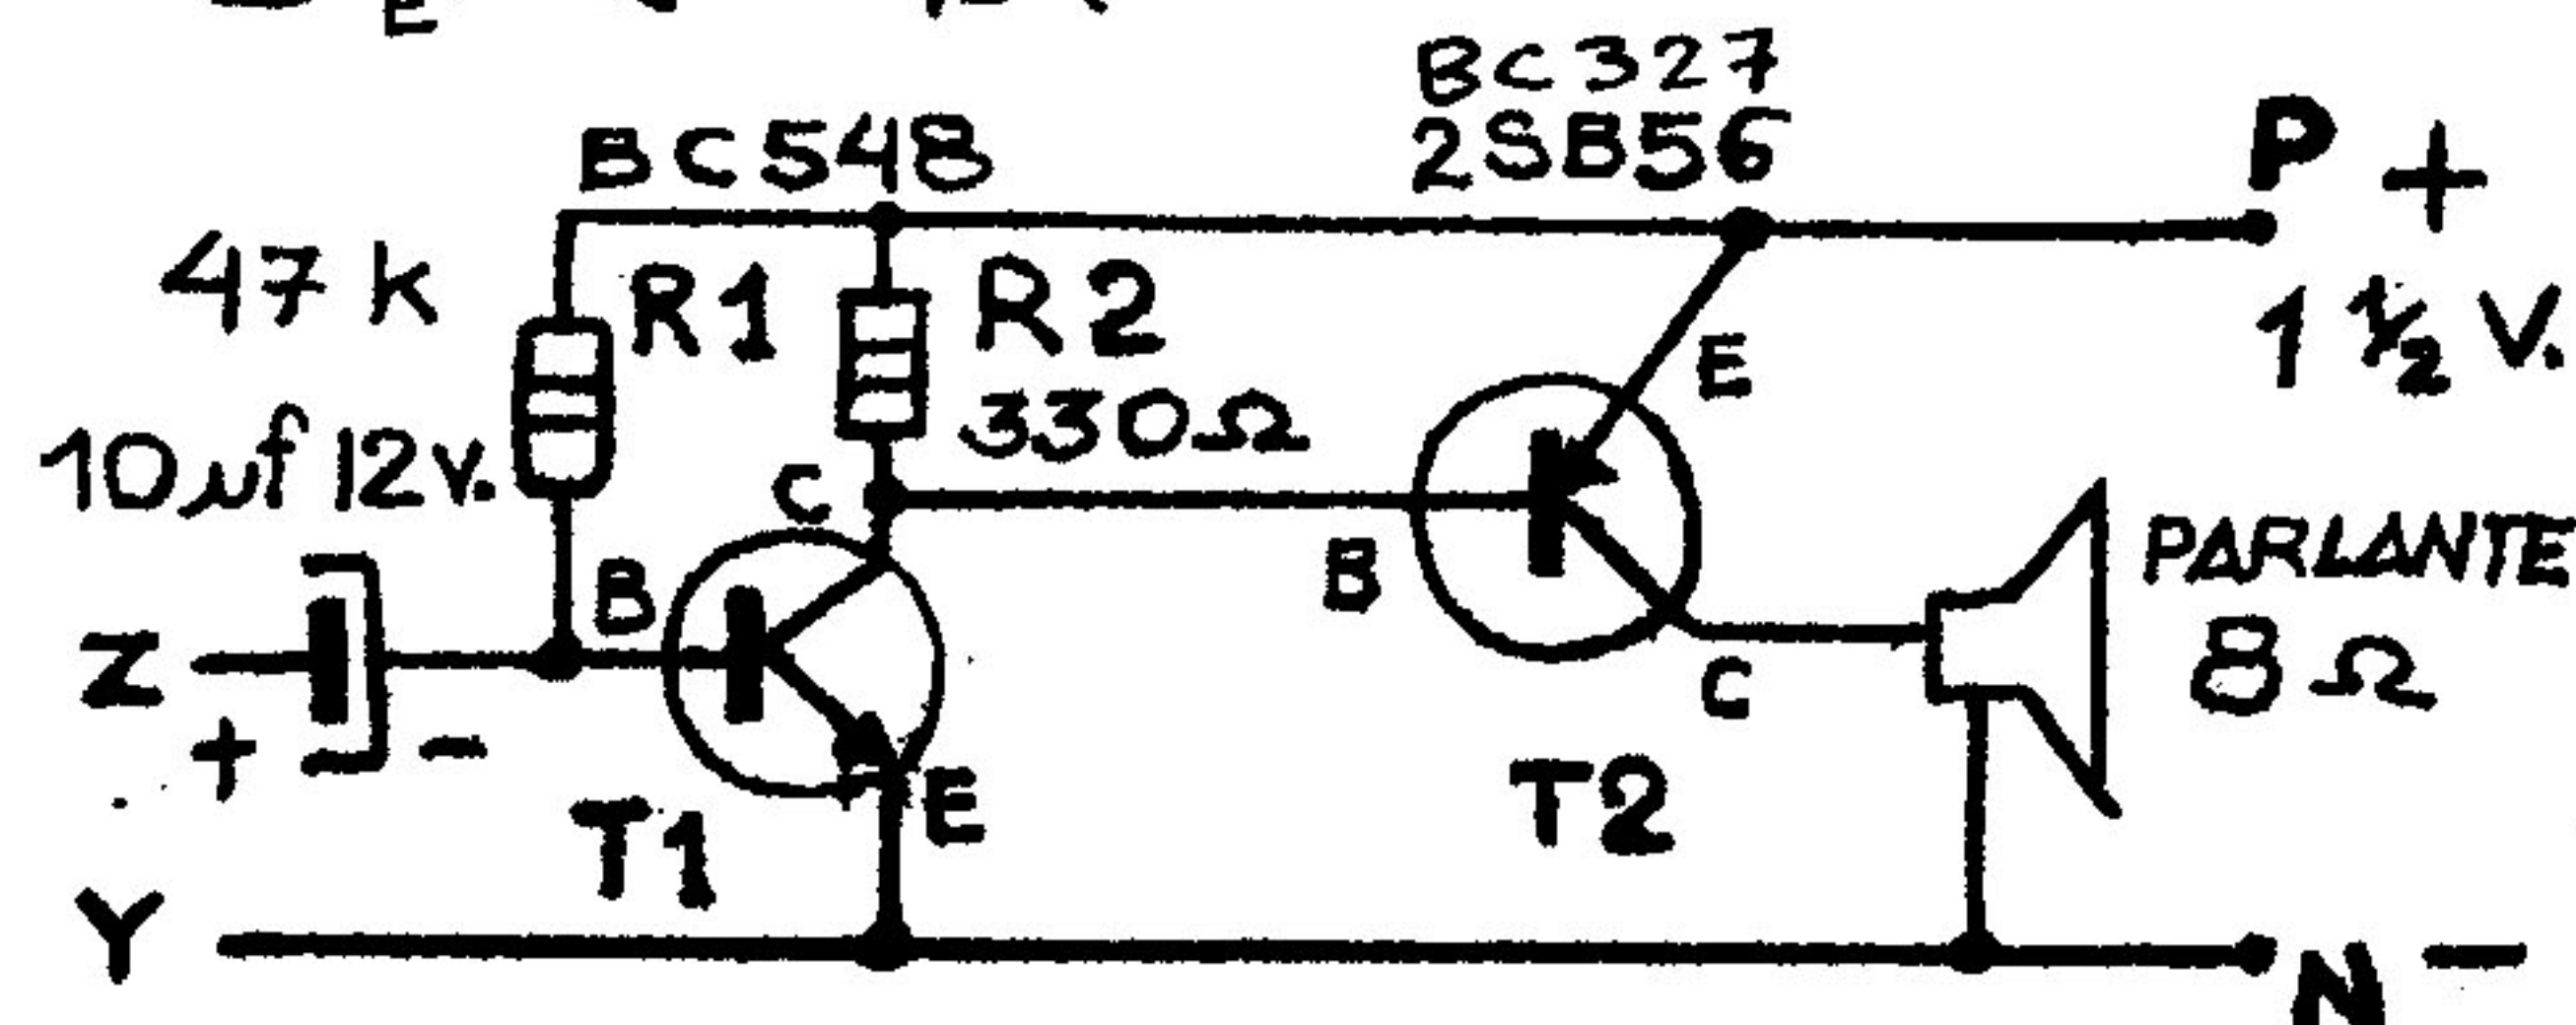 E
BC327
2SB56
BC548
P +
47 k
R1
R2
330Ω
1 ½ V.
10 µf 12v.
C
E
B
B
Z
+ -
PARLANTE
8 Ω
C
E
T1
T2
Y
N -